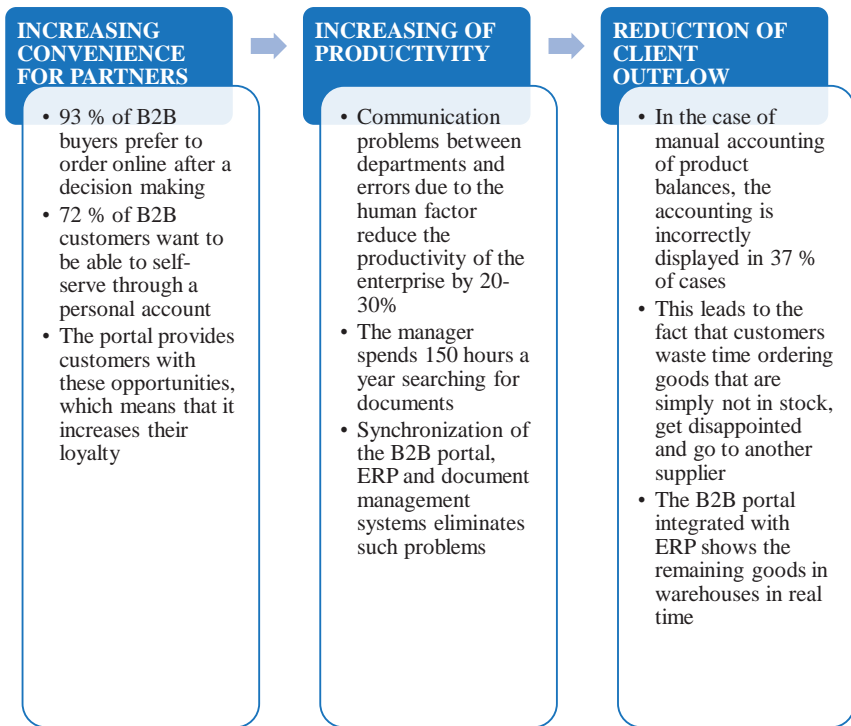 INCREASING
CONVENIENCE
FOR PARTNERS
• 93 % of B2B
buyers prefer to
order online after a
decision making
• 72 % of B2B
customers want to
be able to self-
serve through a
personal account
• The portal provides
customers with
these opportunities,
which means that it
increases their
loyalty
INCREASING OF
PRODUCTIVITY
• Communication
problems between
departments and
errors due to the
human factor
reduce the
productivity of the
enterprise by 20-
30%
• The manager
spends 150 hours a
year searching for
documents
• Synchronization of
the B2B portal,
ERP and document
management
systems eliminates
such problems
REDUCTION OF
CLIENT
OUTFLOW
• In the case of
manual accounting
of product
balances, the
accounting is
incorrectly
displayed in 37 %
of cases
• This leads to the
fact that customers
waste time ordering
goods that are
simply not in stock,
get disappointed
and go to another
supplier
• The B2B portal
integrated with
ERP shows the
remaining goods in
warehouses in real
time